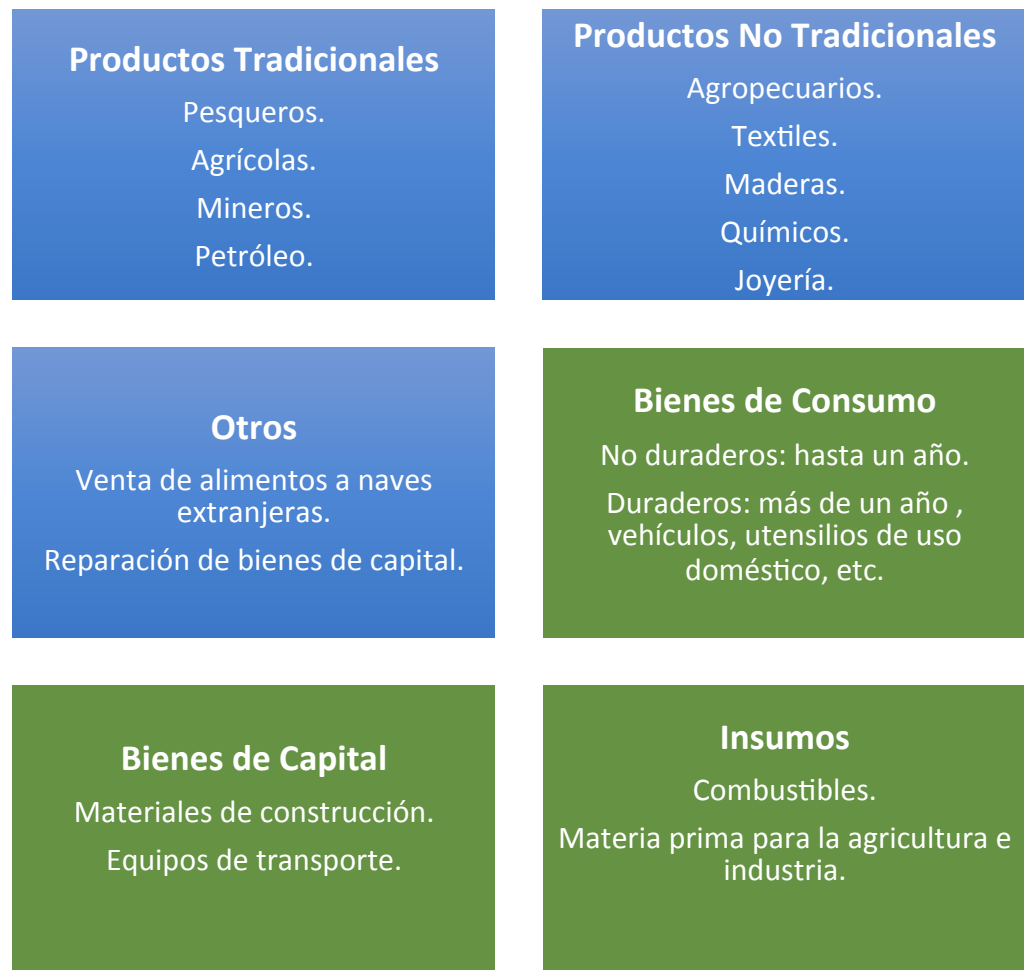 Productos Tradicionales
Pesqueros.
Agrícolas.
Mineros.
Petróleo.
Productos No Tradicionales
Agropecuarios.
Textiles.
Maderas.
Químicos.
Joyería.
Otros
Venta de alimentos a naves
extranjeras.
Reparación de bienes de capital.
Bienes de Consumo
No duraderos: hasta un año.
Duraderos: más de un año ,
vehículos, utensilios de uso
doméstico, etc.
Bienes de Capital
Materiales de construcción.
Equipos de transporte.
Insumos
Combustibles.
Materia prima para la agricultura e
industria.